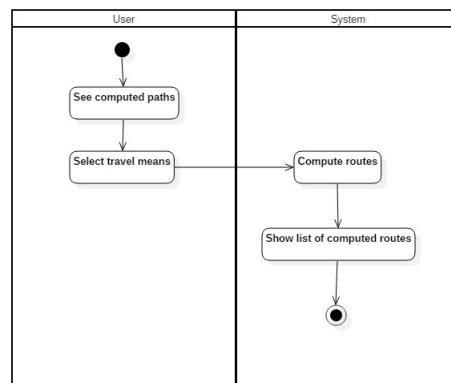 User
System
See computed paths
Select travel means
Compute routes
Show list of computed routes